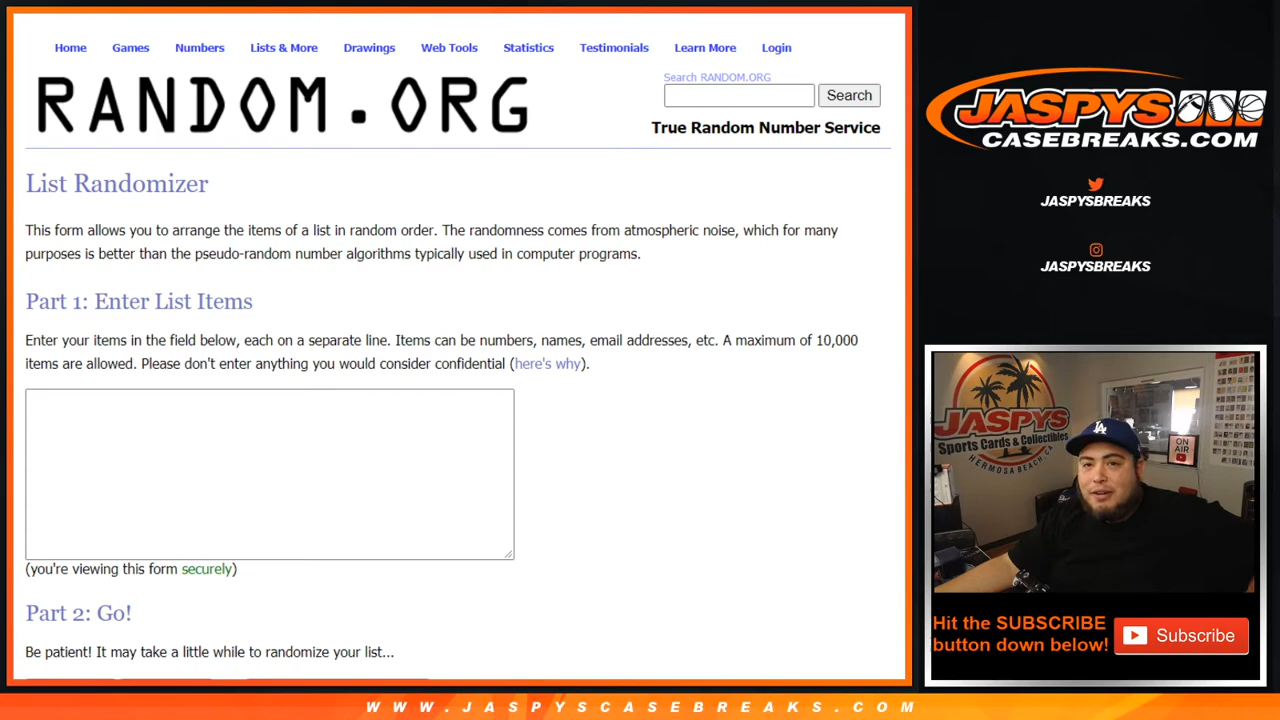 Home Games Numbers Lists & More Drawings Web Tools Statistics Testimonials Learn More Login
RANDOM.ORG
Search RANDOM.ORG
Search
True Random Number Service
List Randomizer
This form allows you to arrange the items of a list in random order. The randomness comes from atmospheric noise, which for many
purposes is better than the pseudo-random number algorithms typically used in computer programs.
Part 1: Enter List Items
Enter your items in the field below, each on a separate line. Items can be numbers, names, email addresses, etc. A maximum of 10,000
items are allowed. Please don't enter anything you would consider confidential (here's why).
(you're viewing this form securely)
Part 2: Go!
Be patient! It may take a little while to randomize your list...
JASPYS
CASEBREAKS.COM
JASPYSBREAKS
JASPYSBREAKS
JASPYS
Sports Cards & Collectibles
HERMOSA BEACH, CA
LA
ON
AIR
Hit the SUBSCRIBE
button down below!
Subscribe
WWW.JASPYSCASEBREAKS.COM